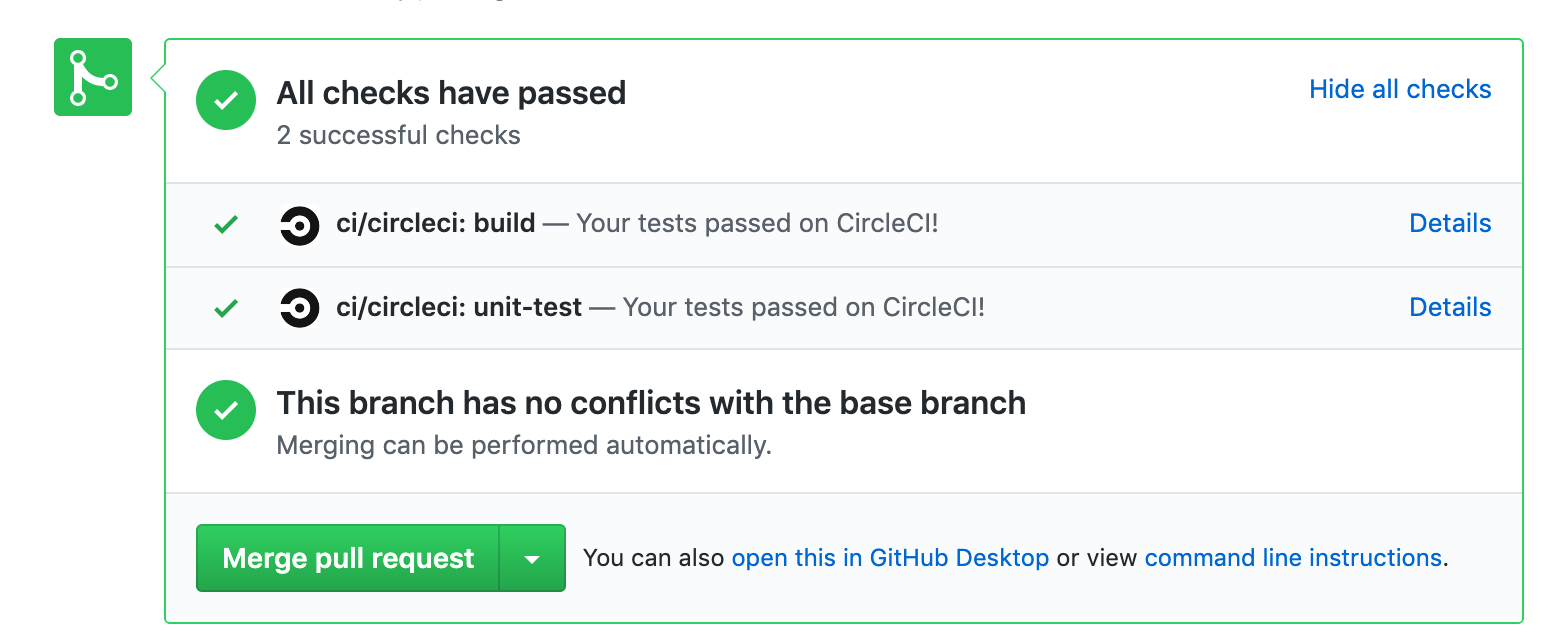 All checks have passed
Hide all checks
2 successful checks
ci/circleci: build — Your tests passed on CircleCI!
Details
ci/circleci: unit-test — Your tests passed on CircleCI!
Details
This branch has no conflicts with the base branch
Merging can be performed automatically.
Merge pull request
You can also open this in GitHub Desktop or view command line instructions.